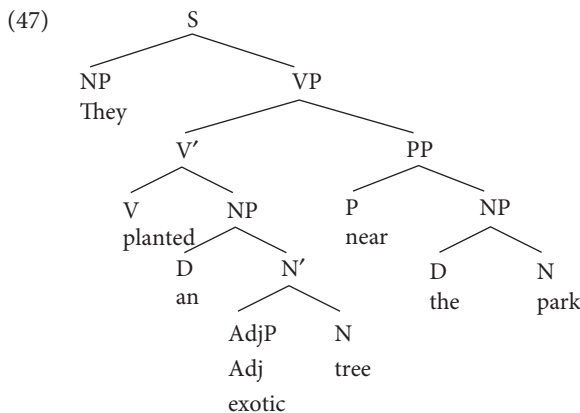 (47) S
NP VP
They
V′ PP
V NP P NP
planted near
D N′ D N
an the park
AdjP N
Adj tree
exotic